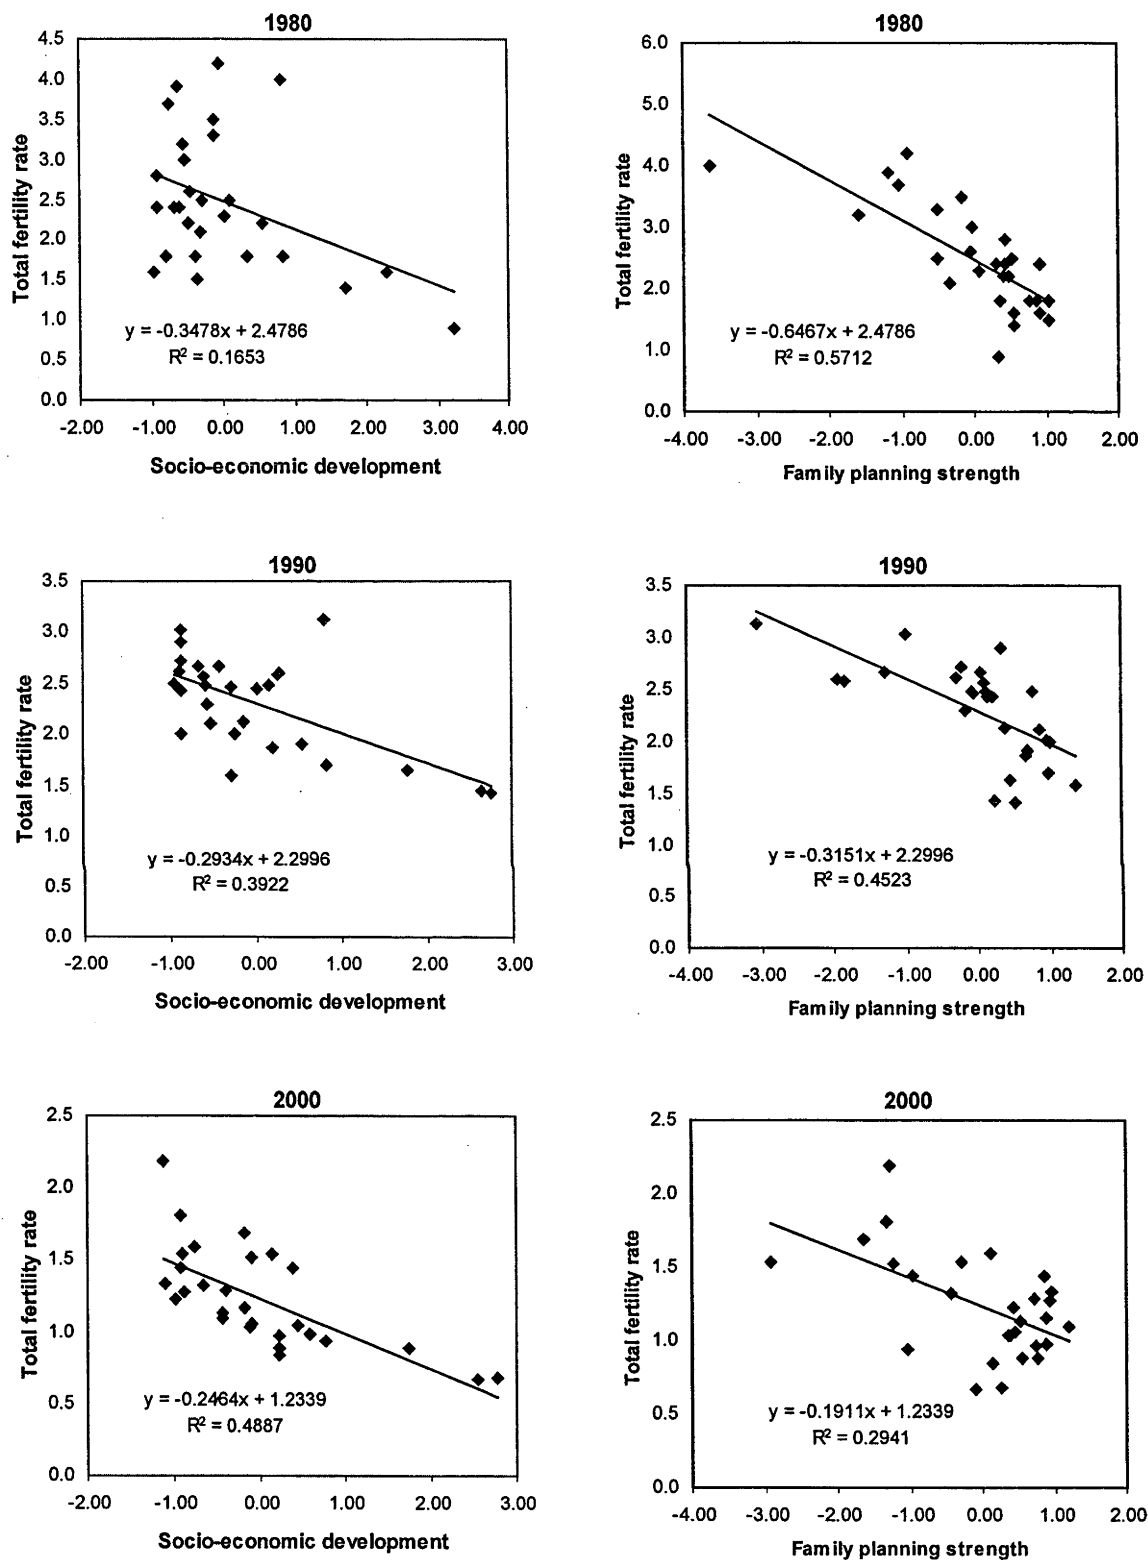 1980
4.5
4.0
3.5
3.0
2.5
2.0
1.5
1.0
0.5
0.0
Total fertility rate
y = -0.3478x + 2.4786
R² = 0.1653
-2.00 -1.00 0.00 1.00 2.00 3.00 4.00
Socio-economic development
1980
6.0
5.0
4.0
3.0
2.0
1.0
0.0
Total fertility rate
y = -0.6467x + 2.4786
R² = 0.5712
-4.00 -3.00 -2.00 -1.00 0.00 1.00 2.00
Family planning strength
1990
3.5
3.0
2.5
2.0
1.5
1.0
0.5
0.0
Total fertility rate
y = -0.2934x + 2.2996
R² = 0.3922
-2.00 -1.00 0.00 1.00 2.00 3.00
Socio-economic development
1990
3.5
3.0
2.5
2.0
1.5
1.0
0.5
0.0
Total fertility rate
y = -0.3151x + 2.2996
R² = 0.4523
-4.00 -3.00 -2.00 -1.00 0.00 1.00 2.00
Family planning strength
2000
2.5
2.0
1.5
1.0
0.5
0.0
Total fertility rate
y = -0.2464x + 1.2339
R² = 0.4887
-2.00 -1.00 0.00 1.00 2.00 3.00
Socio-economic development
2000
2.5
2.0
1.5
1.0
0.5
0.0
Total fertility rate
y = -0.1911x + 1.2339
R² = 0.2941
-4.00 -3.00 -2.00 -1.00 0.00 1.00 2.00
Family planning strength